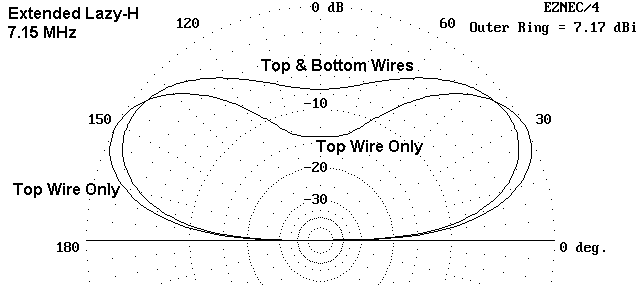 Extended Lazy-H
7.15 MHz
0 dB
EZNEC/4
Outer Ring = 7.17 dBi
120
60
Top & Bottom Wires
-10
150
30
Top Wire Only
-20
Top Wire Only
-30
180
0 deg.